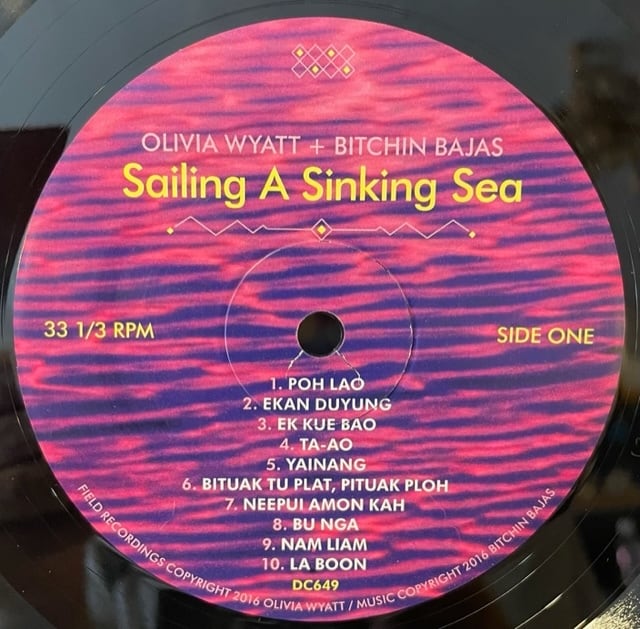 OLIVIA WYATT + BITCHIN BAJAS
Sailing A Sinking Sea
33 1/3 RPM
SIDE ONE
1. POH LAO
2. EKAN DUYUNG
3. EK KUE BAO
4. TA-AO
5. YAINANG
6. BITUAK TU PLAT, PITUAK PLOH
7. NEEPUI AMON KAH
8. BU NGA
9. NAM LIAM
10. LA BOON
DC649
FIELD RECORDINGS COPYRIGHT 2016 OLIVIA WYATT / MUSIC COPYRIGHT 2016 BITCHIN BAJAS